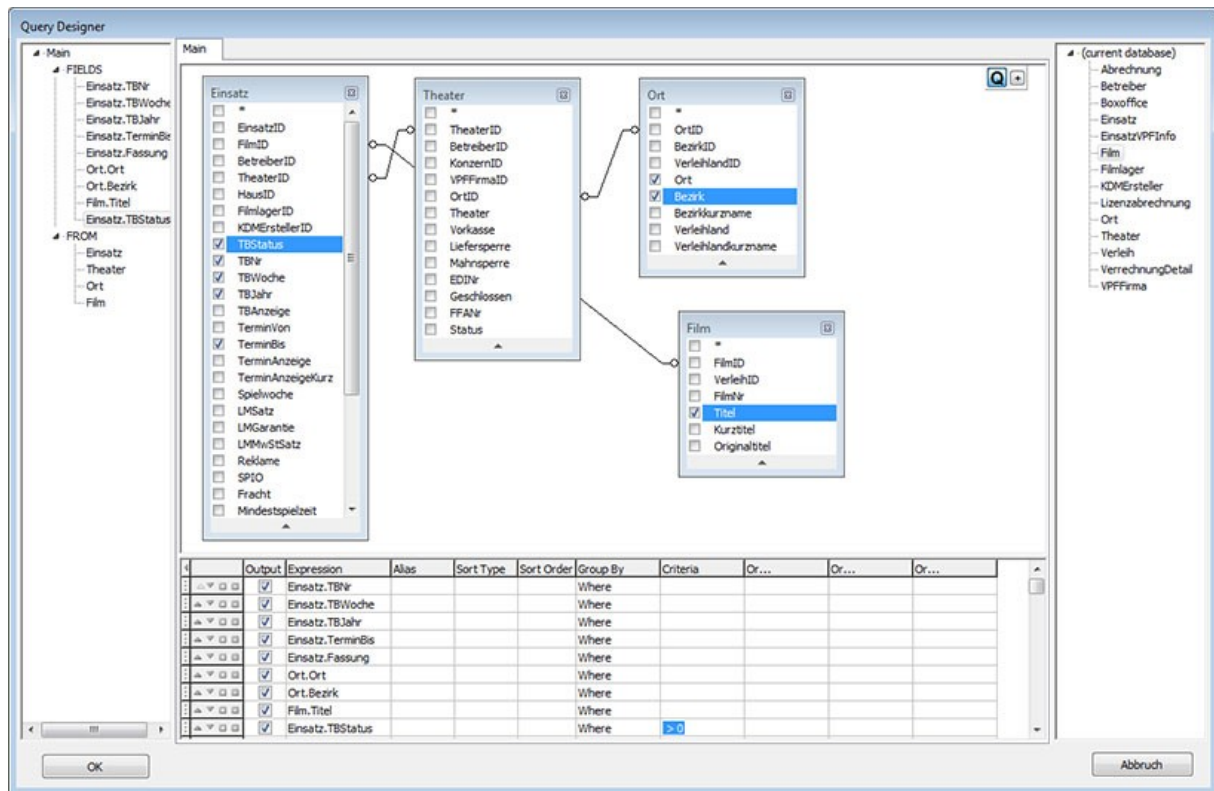 Query Designer
Main
FIELDS
Einsatz.TBNr
Einsatz.TBWoche
Einsatz.TBJahr
Einsatz.TerminBis
Einsatz.Fassung
Ort.Ort
Ort.Bezirk
Film.Titel
Einsatz.TBStatus
FROM
Einsatz
Theater
Ort
Film
Main
Einsatz
*
EinsatzID
FilmID
BetreiberID
TheaterID
HausID
FilmlagerID
KDMErstellerID
TBStatus
TBNr
TBWoche
TBJahr
TBAnzeige
TerminVon
TerminBis
TerminAnzeige
TerminAnzeigeKurz
Spielwoche
LMSatz
LMGarantie
LMMwStSatz
Reklame
SPIO
Fracht
Mindestspielzeit
Theater
*
TheaterID
BetreiberID
KonzernID
VPFFirmaID
OrtID
Theater
Vorkasse
Liefersperre
Mahnsperre
EDINr
Geschlossen
FFANr
Status
Ort
*
OrtID
BezirkID
VerleihlandID
Ort
Bezirk
Bezirkkurzname
Verleihland
Verleihlandkurzname
Film
*
FilmID
VerleihID
FilmNr
Titel
Kurztitel
Originaltitel
Q
Output Expression Alias Sort Type Sort Order Group By Criteria Or... Or... Or...
Einsatz.TBNr Where
Einsatz.TBWoche Where
Einsatz.TBJahr Where
Einsatz.TerminBis Where
Einsatz.Fassung Where
Ort.Ort Where
Ort.Bezirk Where
Film.Titel Where
Einsatz.TBStatus Where > 0
(current database)
Abrechnung
Betreiber
Boxoffice
Einsatz
EinsatzVPFInfo
Film
Filmlager
KDMErsteller
Lizenzabrechnung
Ort
Theater
Verleih
VerrechnungDetail
VPFFirma
OK
Abbruch